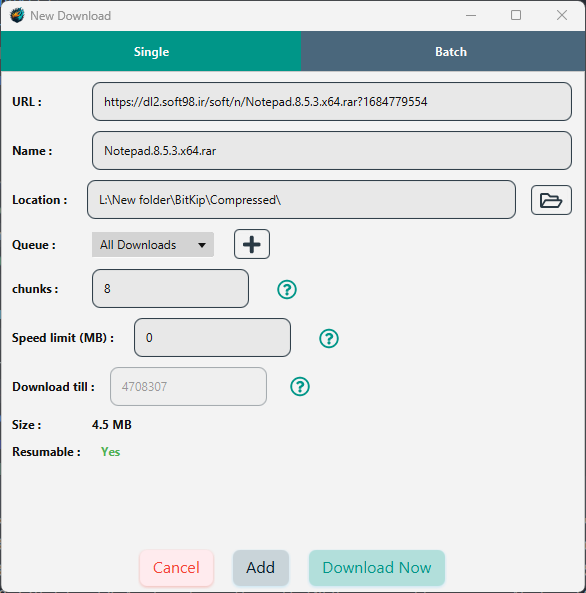 New Download
Single Batch
URL : https://dl2.soft98.ir/soft/n/Notepad.8.5.3.x64.rar?1684779554
Name : Notepad.8.5.3.x64.rar
Location : L:\New folder\BitKip\Compressed\
Queue : All Downloads
chunks : 8
Speed limit (MB) : 0
Download till : 4708307
Size : 4.5 MB
Resumable : Yes
Cancel Add Download Now